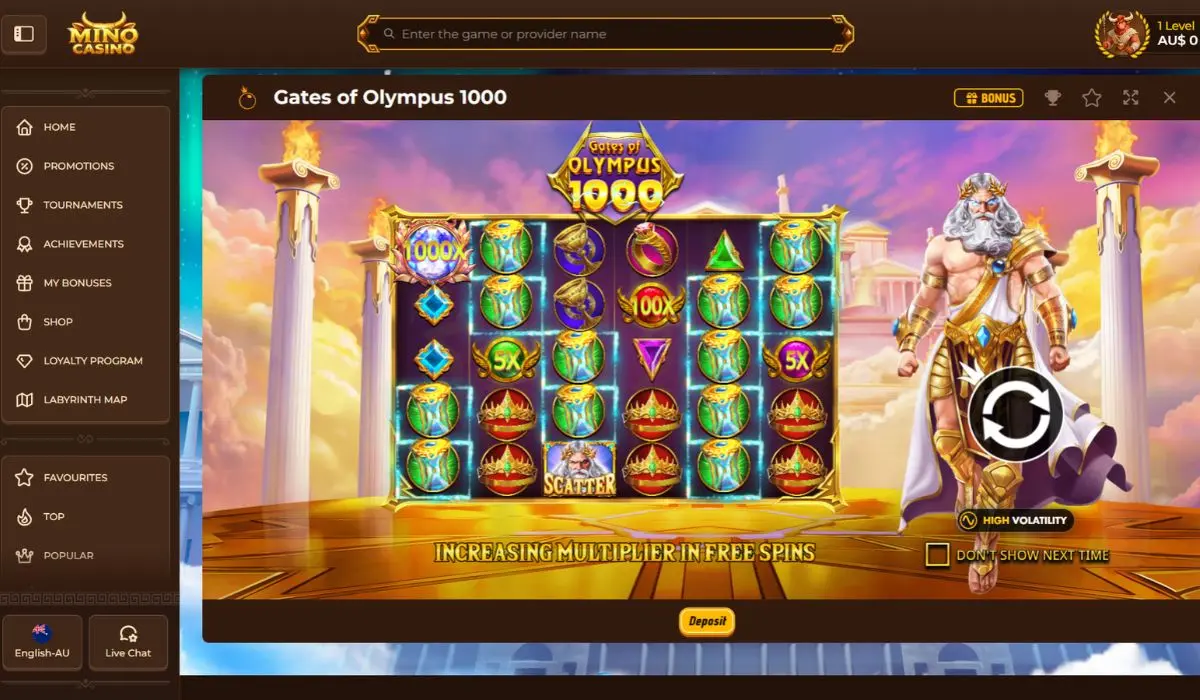 MINO
CASINO
Enter the game or provider name
1 Level
AU$ 0
HOME
PROMOTIONS
TOURNAMENTS
ACHIEVEMENTS
MY BONUSES
SHOP
LOYALTY PROGRAM
LABYRINTH MAP
FAVOURITES
TOP
POPULAR
English-AU
Live Chat
Gates of Olympus 1000
BONUS
Gates of
OLYMPUS
1000
1000X
100X
5X
5X
SCATTER
HIGH VOLATILITY
INCREASING MULTIPLIER IN FREE SPINS
DON'T SHOW NEXT TIME
Deposit